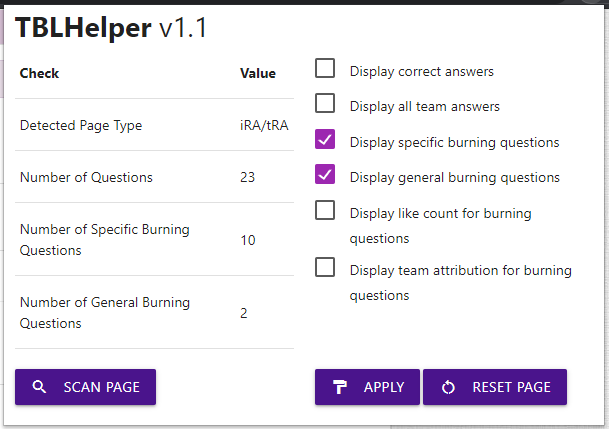 TBLHelper v1.1
Check Value
Detected Page Type iRA/tRA
Number of Questions 23
Number of Specific Burning
Questions 10
Number of General Burning
Questions 2
SCAN PAGE
Display correct answers
Display all team answers
Display specific burning questions
Display general burning questions
Display like count for burning
questions
Display team attribution for burning
questions
APPLY RESET PAGE